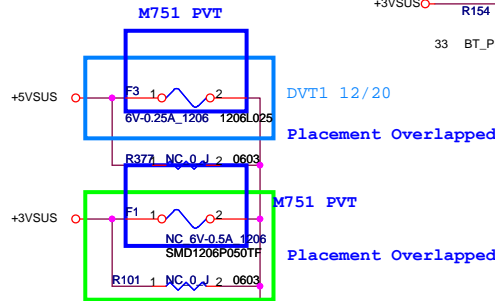 +3VSUS
R154
M751 PVT
33 BT_P
+5VSUS
F3 1 2
DVT1 12/20
6V-0.25A_1206 1206L025
Placement Overlapped
R377 1 NC_0_J 2 0603
M751 PVT
+3VSUS
F1 1 2
NC_6V-0.5A_1206
SMD1206P050TF
Placement Overlapped
R101 1 NC_0_J 2 0603